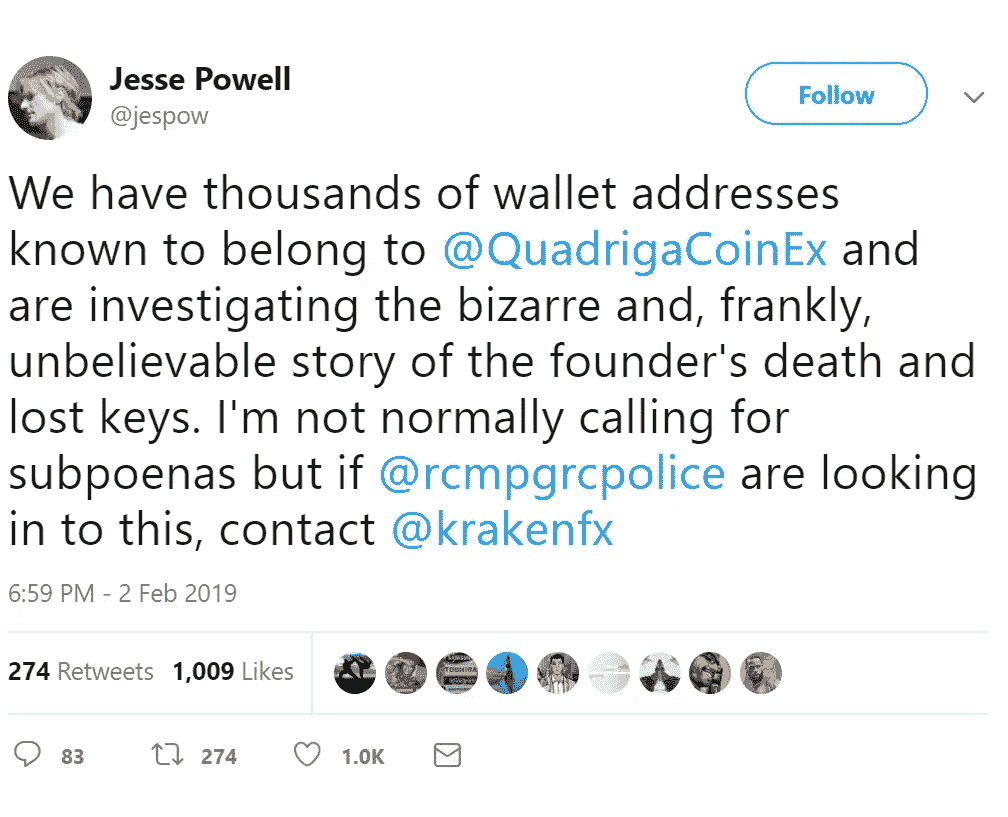 Jesse Powell
@jespow
Follow
We have thousands of wallet addresses
known to belong to @QuadrigaCoinEx and
are investigating the bizarre and, frankly,
unbelievable story of the founder's death and
lost keys. I'm not normally calling for
subpoenas but if @rcmpgrcpolice are looking
in to this, contact @krakenfx
6:59 PM - 2 Feb 2019
274 Retweets 1,009 Likes
TOSHIBA
83 274 1.0K